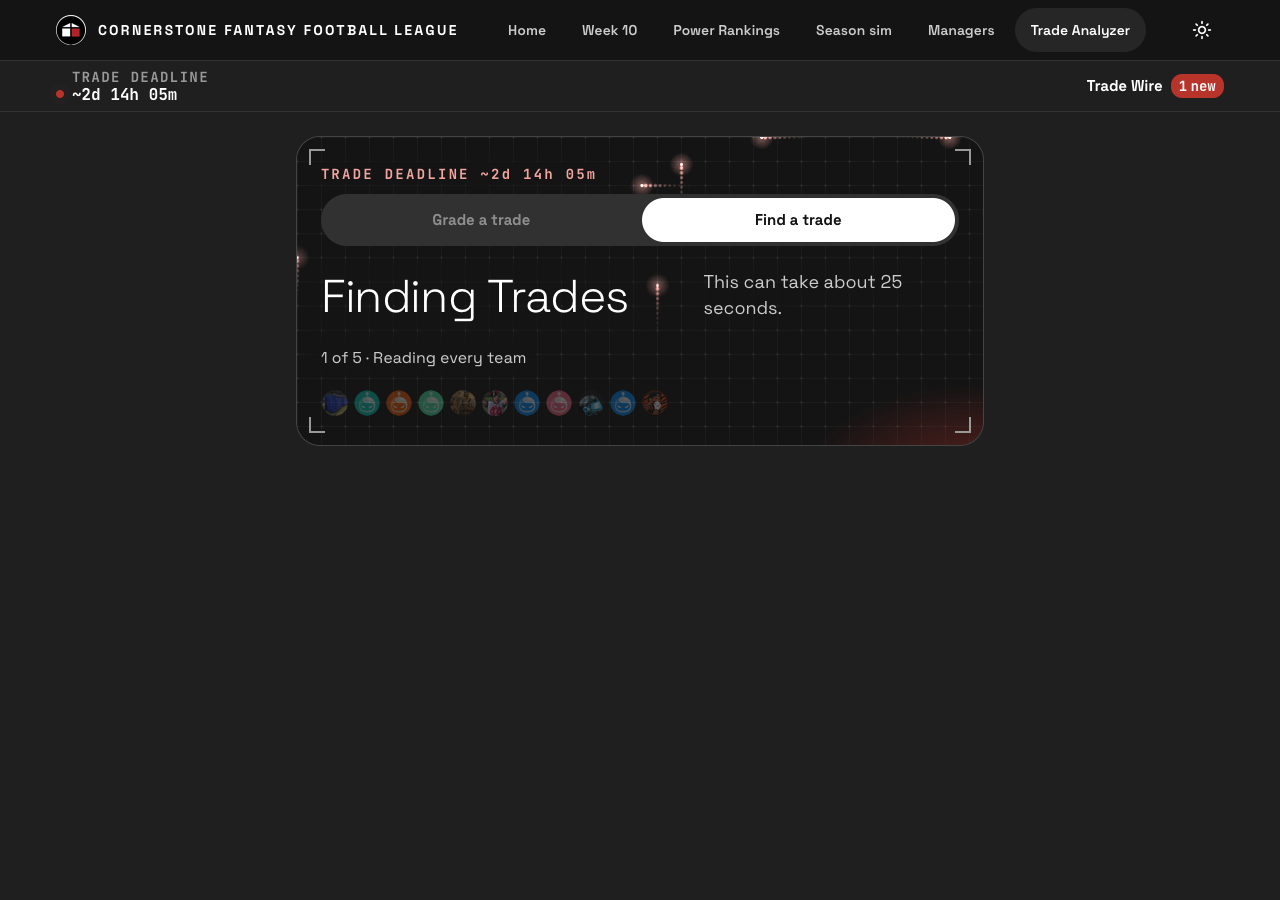 CORNERSTONE FANTASY FOOTBALL LEAGUE
Home
Week 10
Power Rankings
Season sim
Managers
Trade Analyzer
TRADE DEADLINE
~2d 14h 05m
Trade Wire
1 new
TRADE DEADLINE ~2d 14h 05m
Grade a trade
Find a trade
Finding Trades
This can take about 25
seconds.
1 of 5 · Reading every team